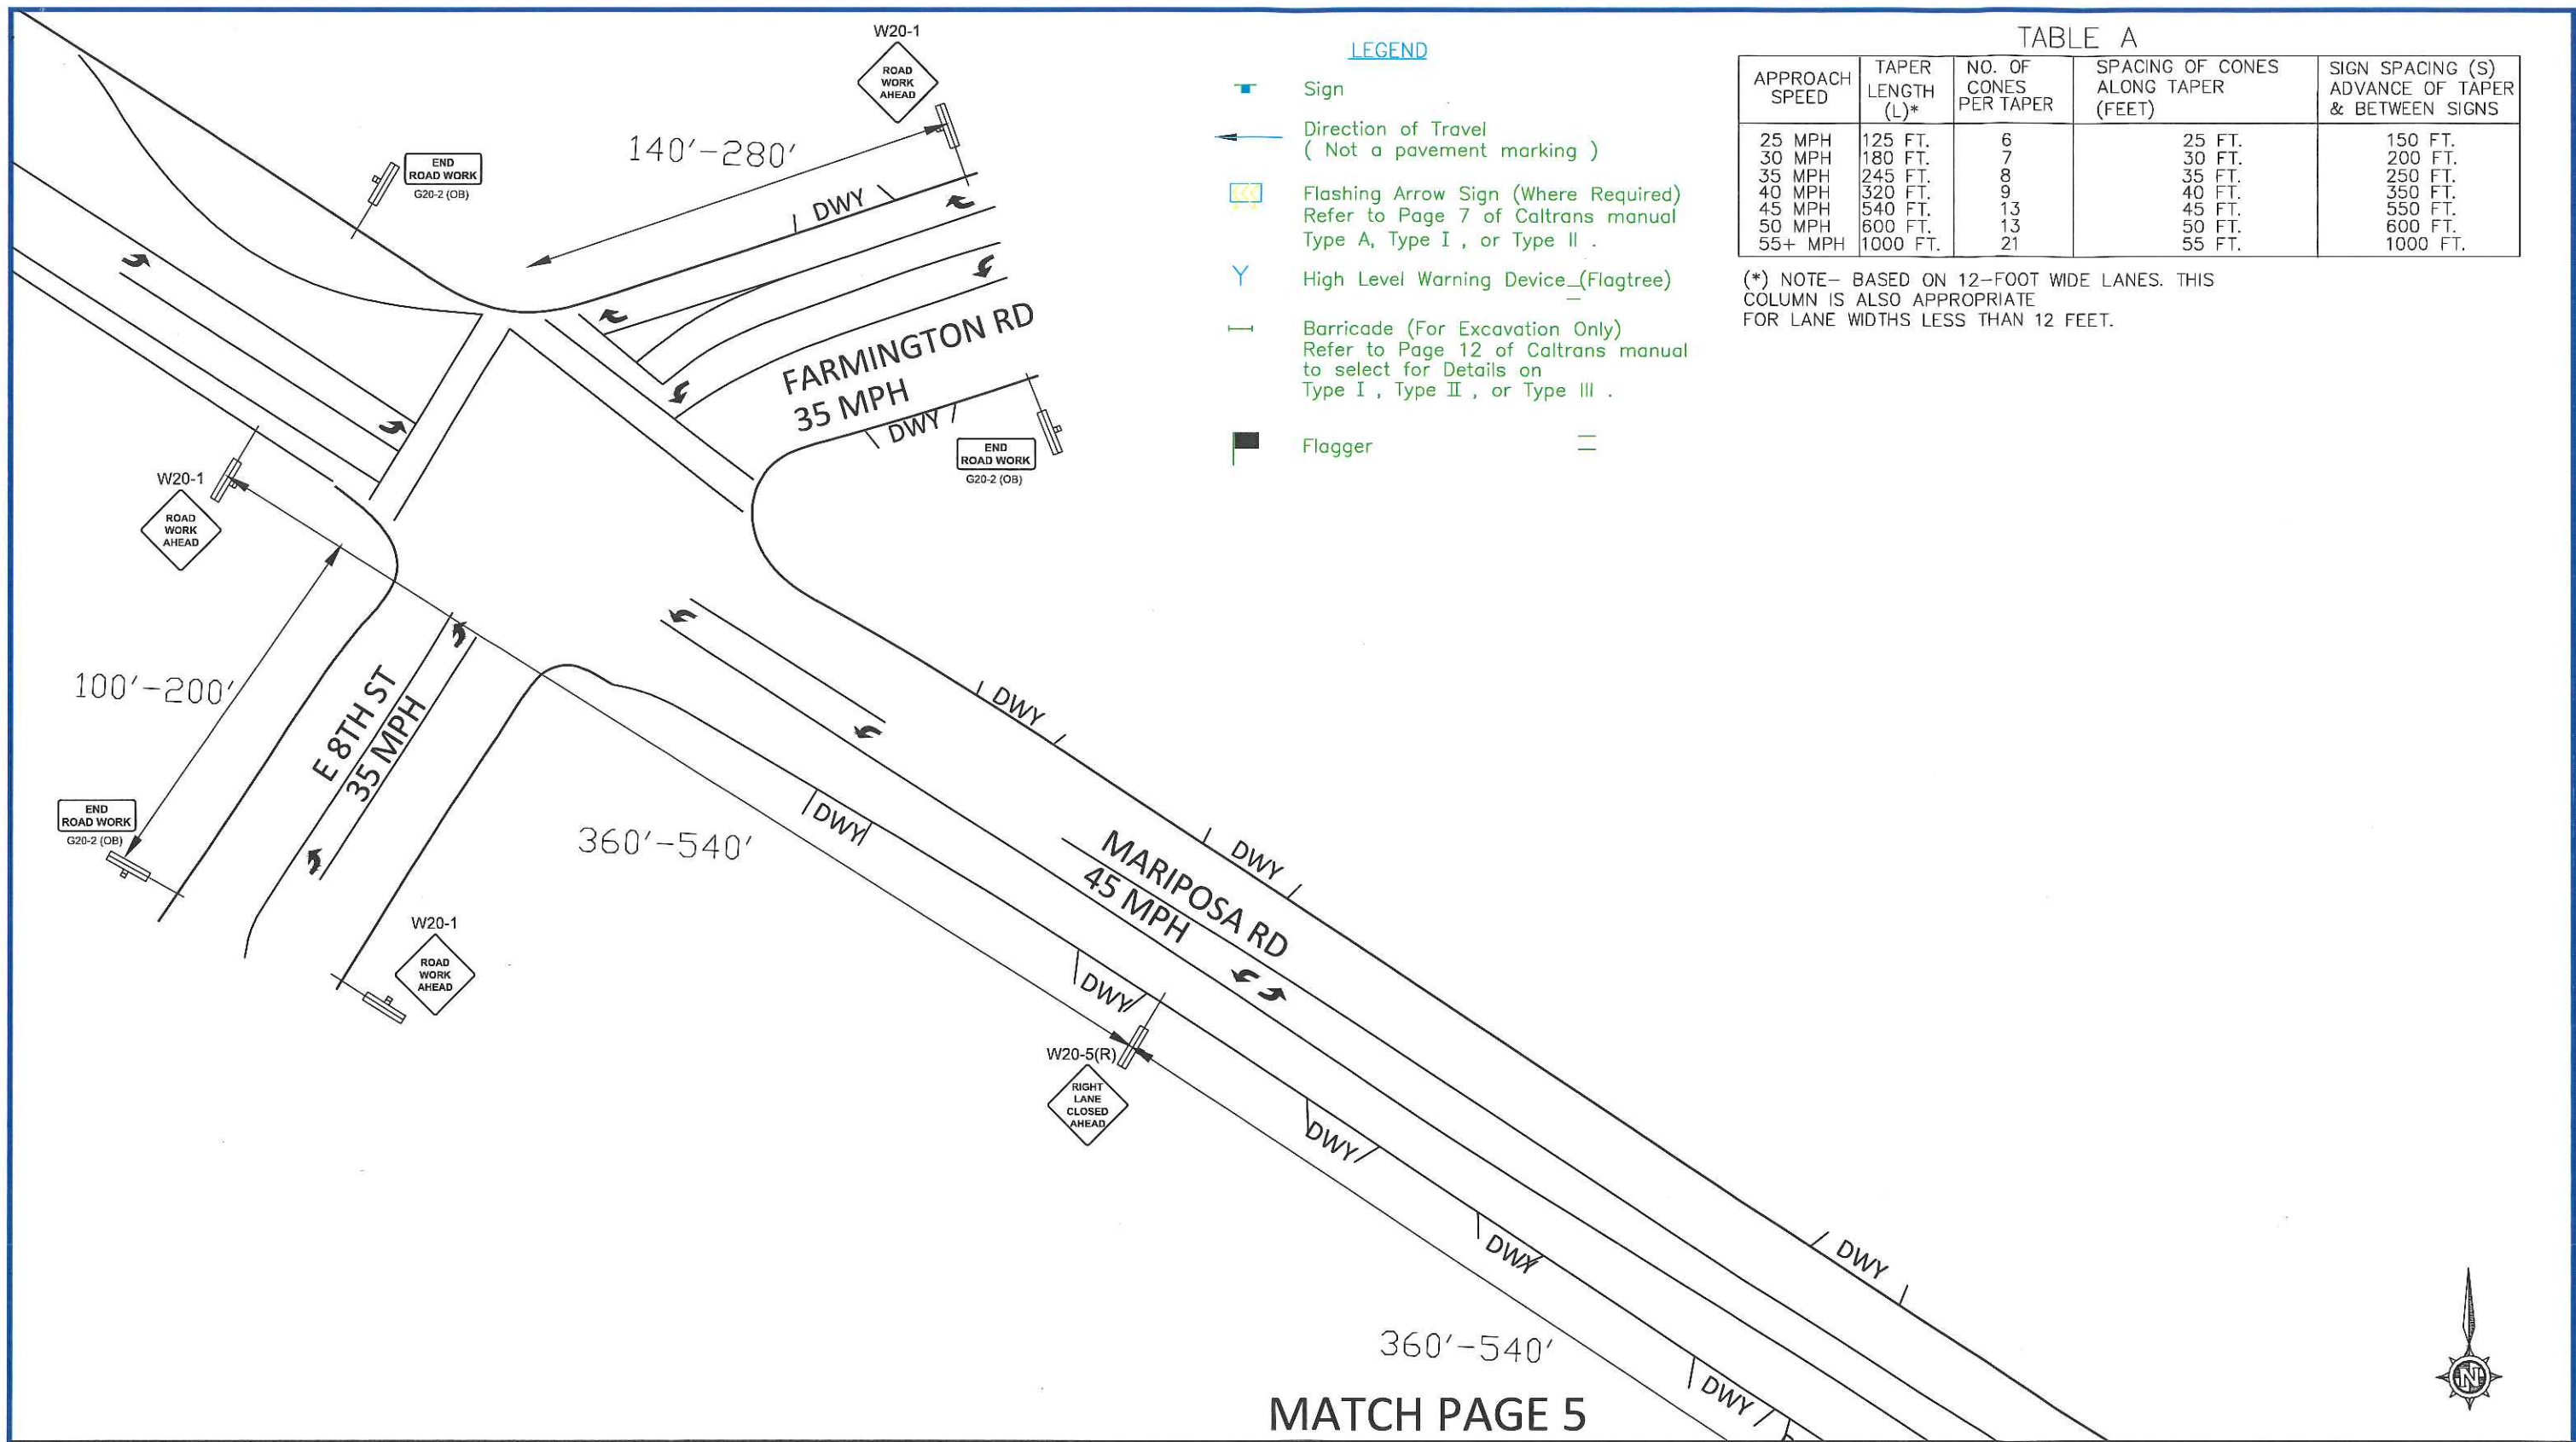 W20-1
ROAD
WORK
AHEAD
140'-280'
END
ROAD WORK
G20-2 (OB)
DWY
FARMINGTON RD
35 MPH
DWY
END
ROAD WORK
G20-2 (OB)
W20-1
ROAD
WORK
AHEAD
100'-200'
E 8TH ST
35 MPH
END
ROAD WORK
G20-2 (OB)
W20-1
ROAD
WORK
AHEAD
360'-540'
DWY
DWY
DWY
MARIPOSA RD
45 MPH
DWY
W20-5(R)
RIGHT
LANE
CLOSED
AHEAD
DWY
DWY
DWY
DWY
360'-540'
MATCH PAGE 5
LEGEND
Sign
Direction of Travel
( Not a pavement marking )
Flashing Arrow Sign (Where Required)
Refer to Page 7 of Caltrans manual
Type A, Type I , or Type II .
High Level Warning Device (Flagtree)
Barricade (For Excavation Only)
Refer to Page 12 of Caltrans manual
to select for Details on
Type I , Type II , or Type III .
Flagger
TABLE A
APPROACH SPEED TAPER LENGTH (L)* NO. OF CONES PER TAPER SPACING OF CONES ALONG TAPER (FEET) SIGN SPACING (S) ADVANCE OF TAPER & BETWEEN SIGNS
25 MPH 125 FT. 6 25 FT. 150 FT.
30 MPH 180 FT. 7 30 FT. 200 FT.
35 MPH 245 FT. 8 35 FT. 250 FT.
40 MPH 320 FT. 9 40 FT. 350 FT.
45 MPH 540 FT. 13 45 FT. 550 FT.
50 MPH 600 FT. 13 50 FT. 600 FT.
55+ MPH 1000 FT. 21 55 FT. 1000 FT.
(*) NOTE- BASED ON 12-FOOT WIDE LANES. THIS
COLUMN IS ALSO APPROPRIATE
FOR LANE WIDTHS LESS THAN 12 FEET.
N